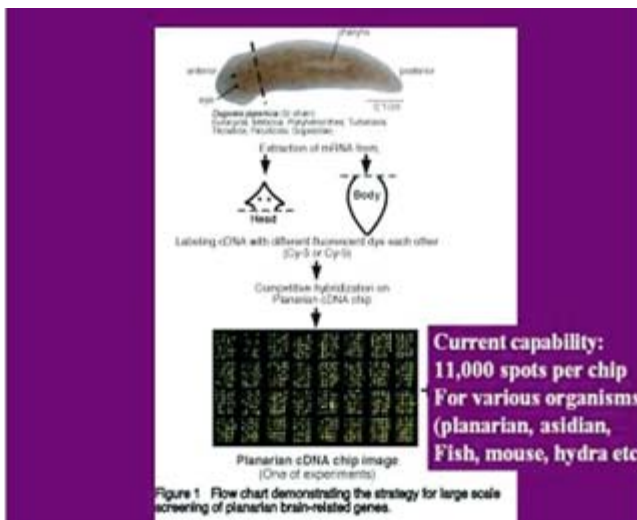 pharynx
anterior
posterior
eye
Dugesia japonica
Extraction of mRNA from,
Body
Head
Labeling cDNA with different fluorescent dye each other
(Cy-3 or Cy-5)
Competitive hybridization on
Planarian cDNA chip
Current capability:
11,000 spots per chip
For various organisms
(planarian, asidian,
Fish, mouse, hydra etc
Planarian cDNA chip image
(One of experiments)
Figure 1 Flow chart demonstrating the strategy for large scale
screening of planarian brain-related genes.